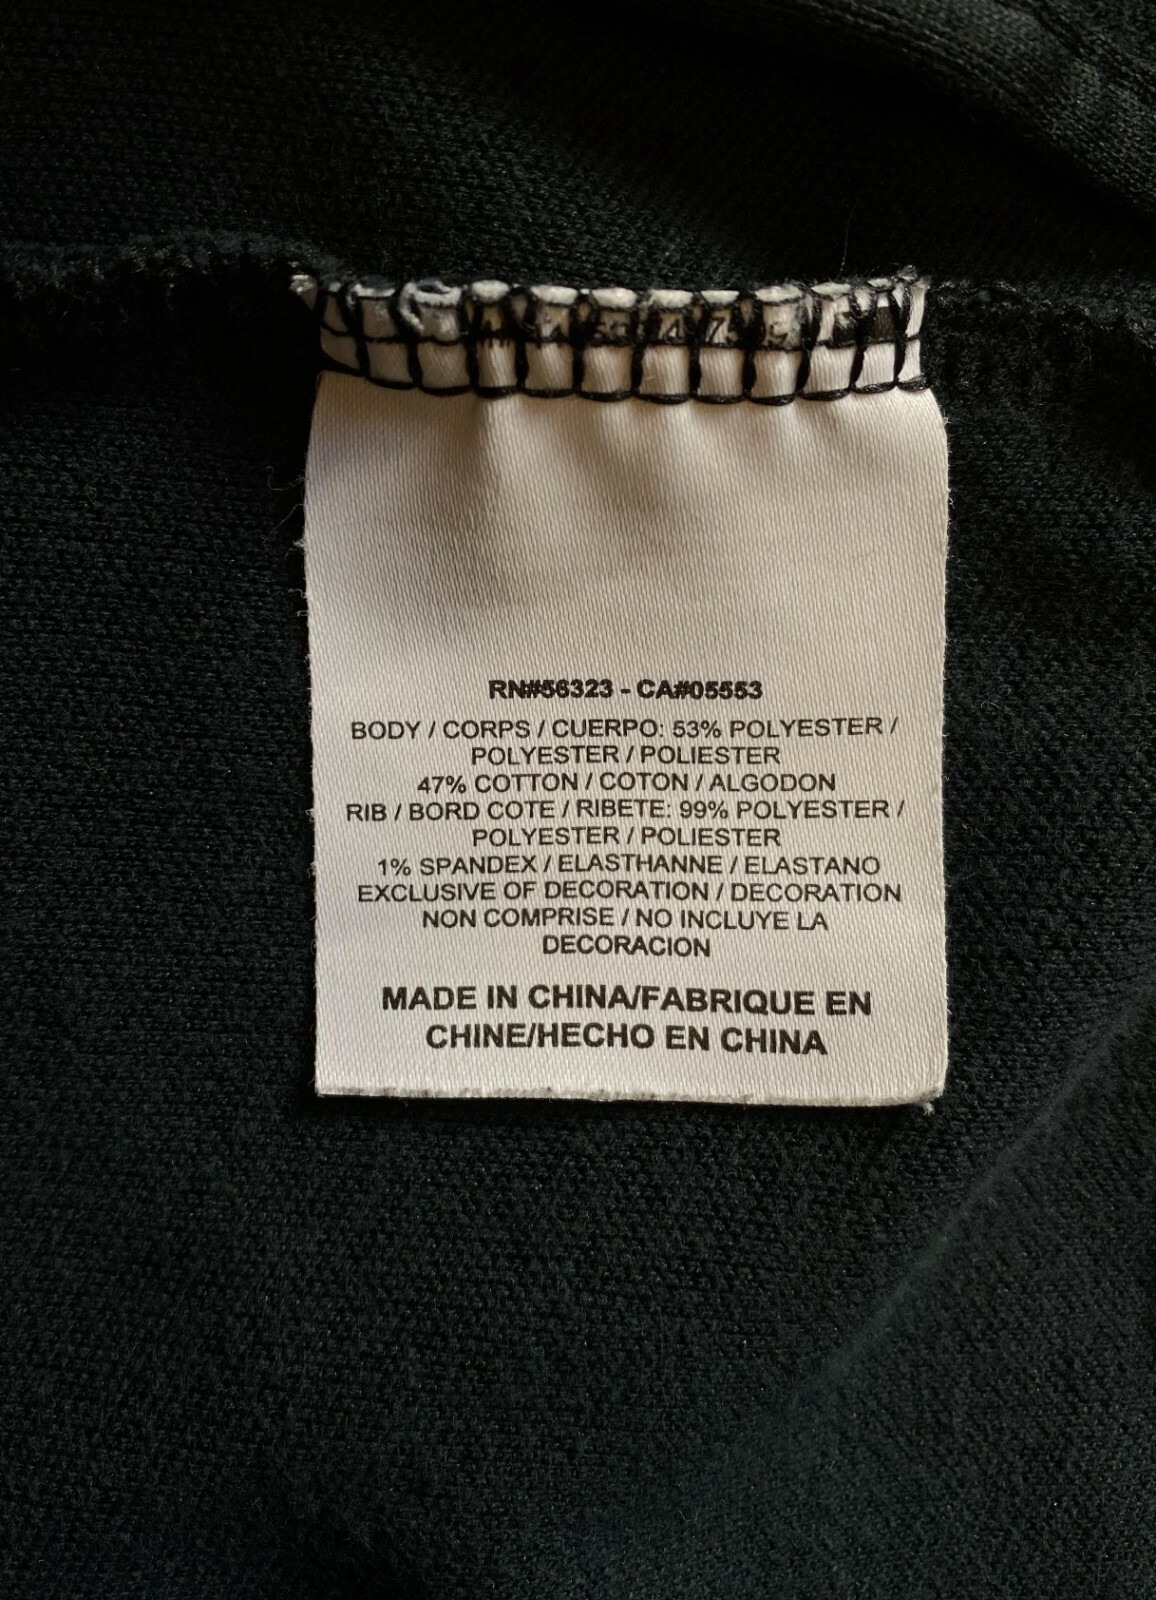 RN#56323 - CA#05553
BODY / CORPS / CUERPO: 53% POLYESTER /
POLYESTER / POLIESTER
47% COTTON / COTON / ALGODON
RIB / BORD COTE / RIBETE: 99% POLYESTER /
POLYESTER / POLIESTER
1% SPANDEX / ELASTHANNE / ELASTANO
EXCLUSIVE OF DECORATION / DECORATION
NON COMPRISE / NO INCLUYE LA
DECORACION
MADE IN CHINA/FABRIQUE EN
CHINE/HECHO EN CHINA